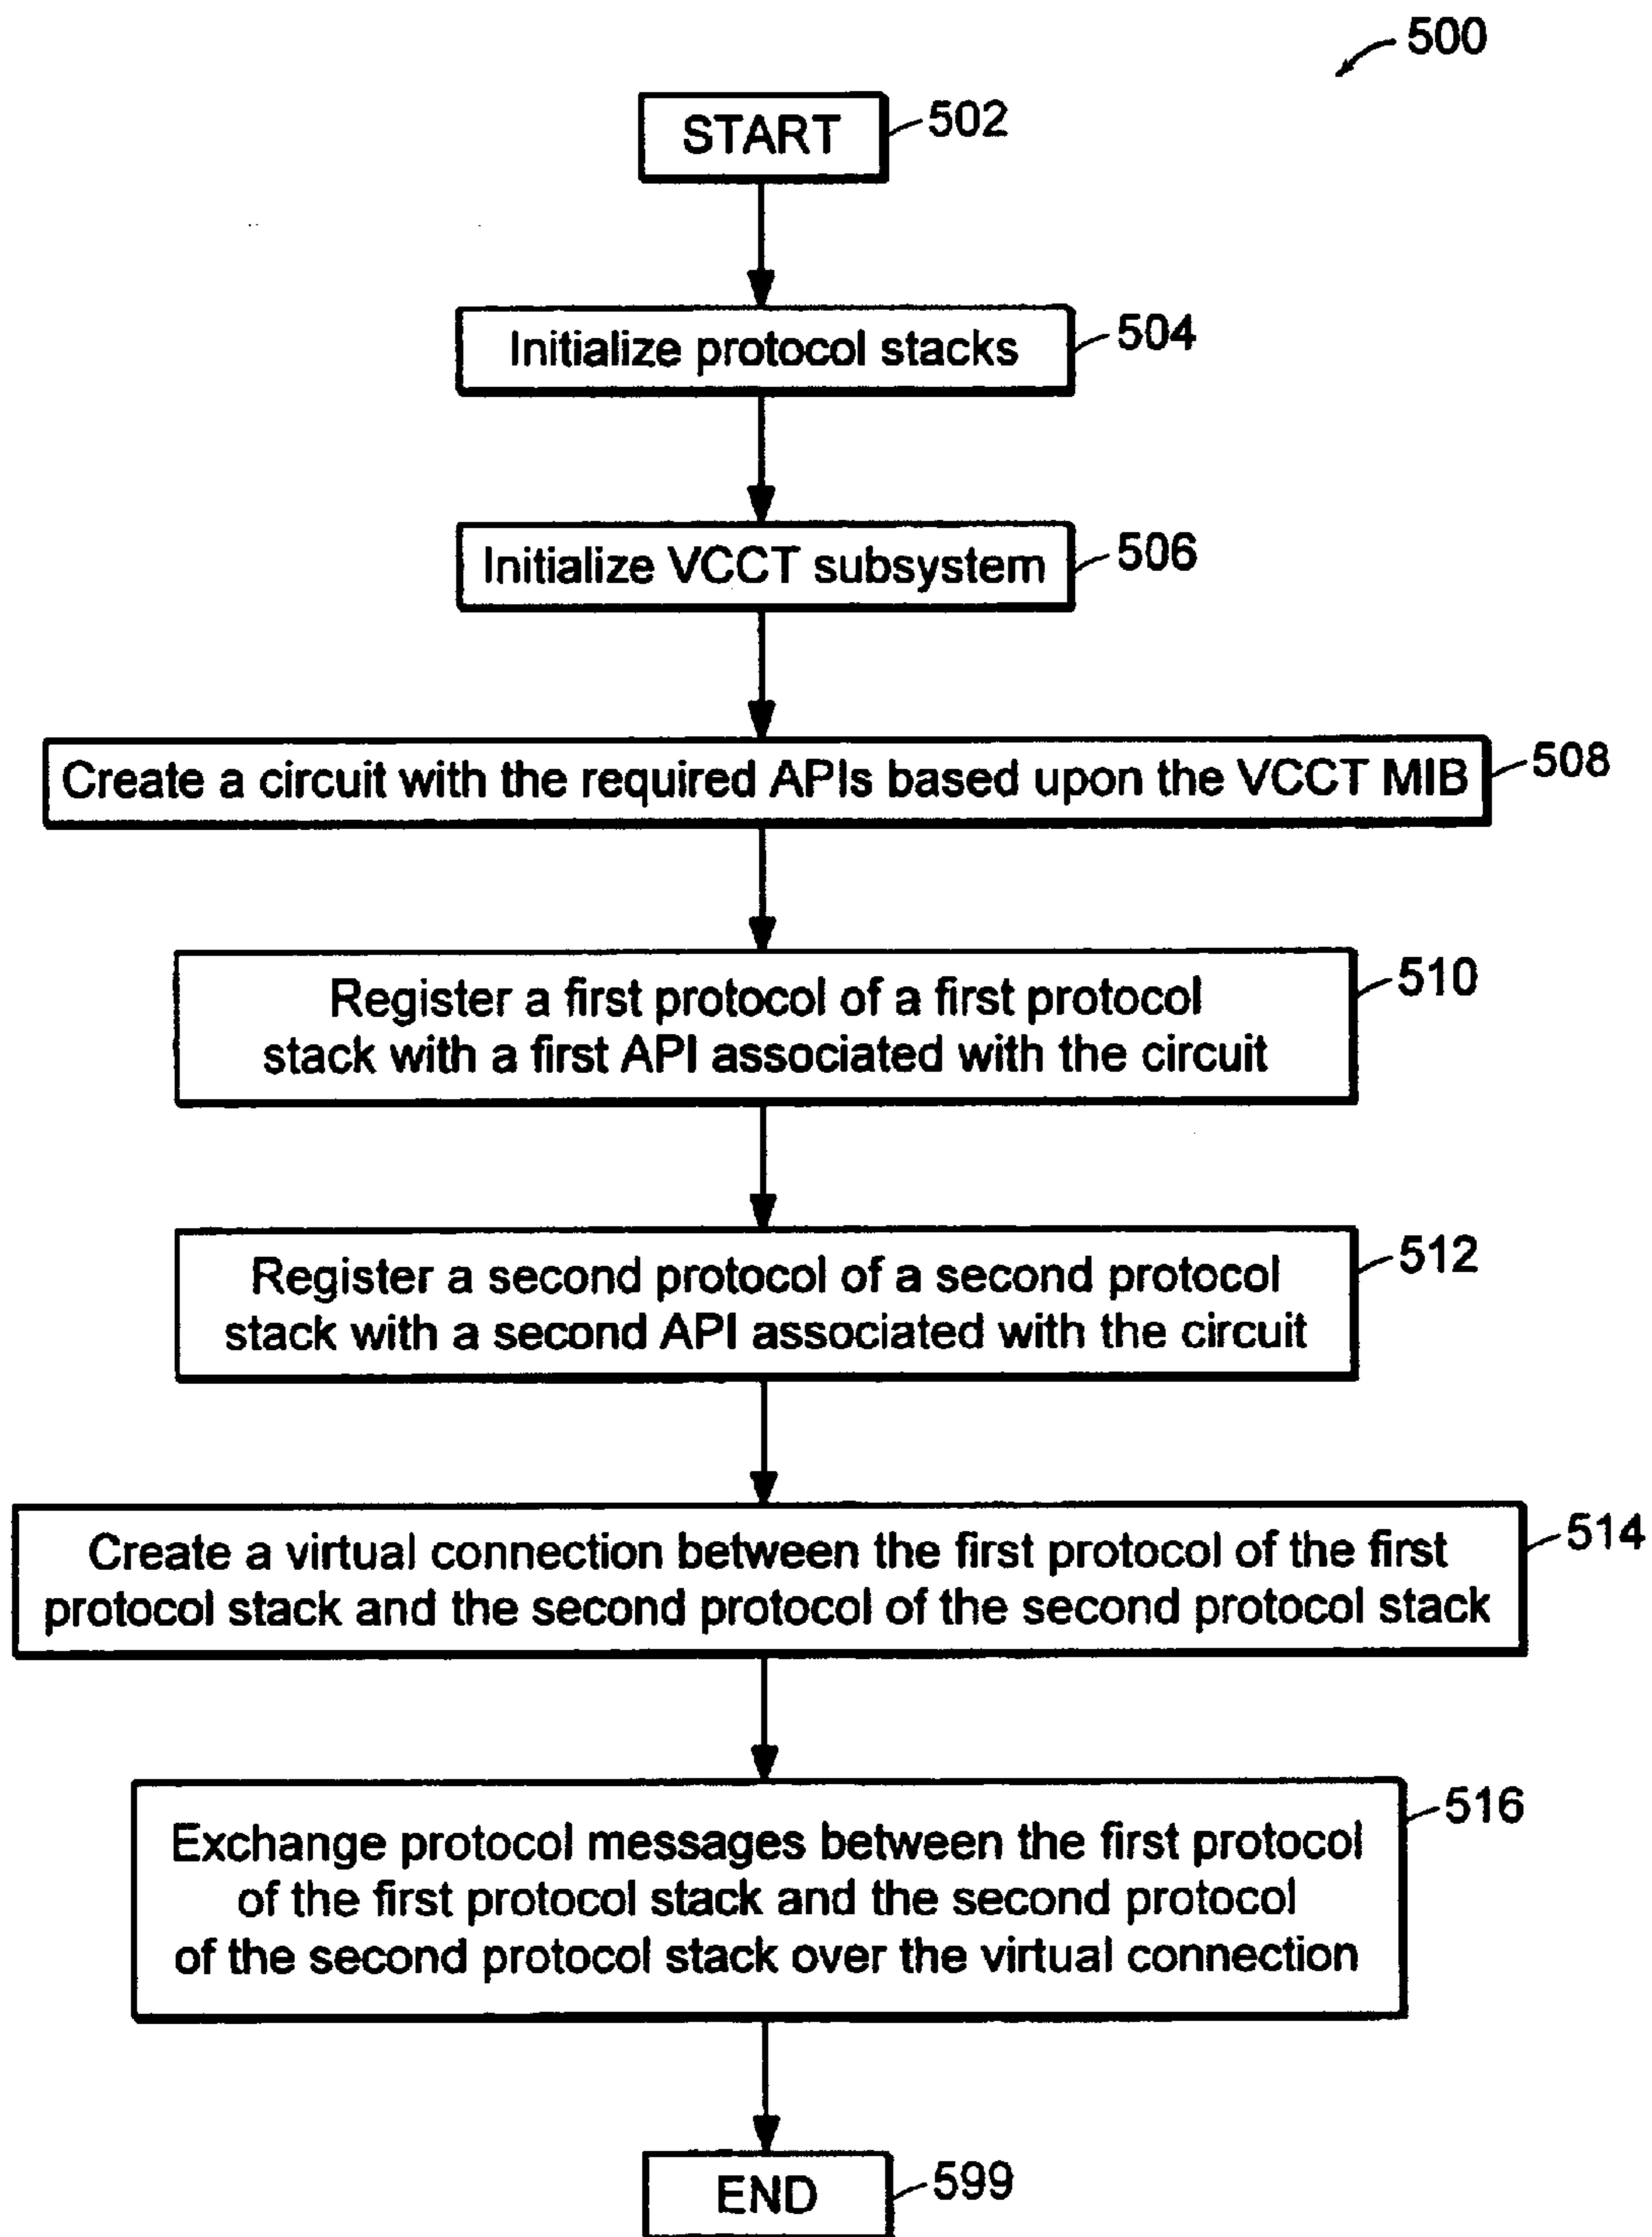 500
START
502
Initialize protocol stacks
504
Initialize VCCT subsystem
506
Create a circuit with the required APIs based upon the VCCT MIB
508
Register a first protocol of a first protocol
stack with a first API associated with the circuit
510
Register a second protocol of a second protocol
stack with a second API associated with the circuit
512
Create a virtual connection between the first protocol of the first
protocol stack and the second protocol of the second protocol stack
514
Exchange protocol messages between the first protocol
of the first protocol stack and the second protocol
of the second protocol stack over the virtual connection
516
END
599